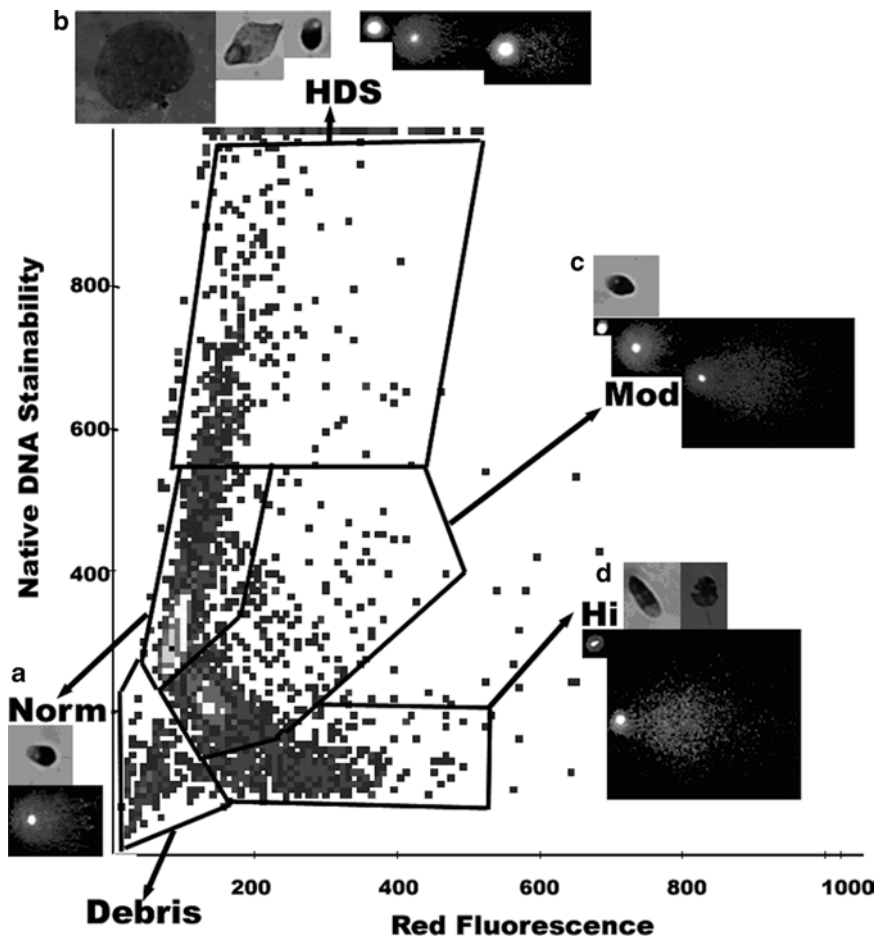 b
HDS
c
Mod
d
Hi
a
Norm
Debris
Native DNA Stainability
800
600
400
200
400
600
800
1000
Red Fluorescence